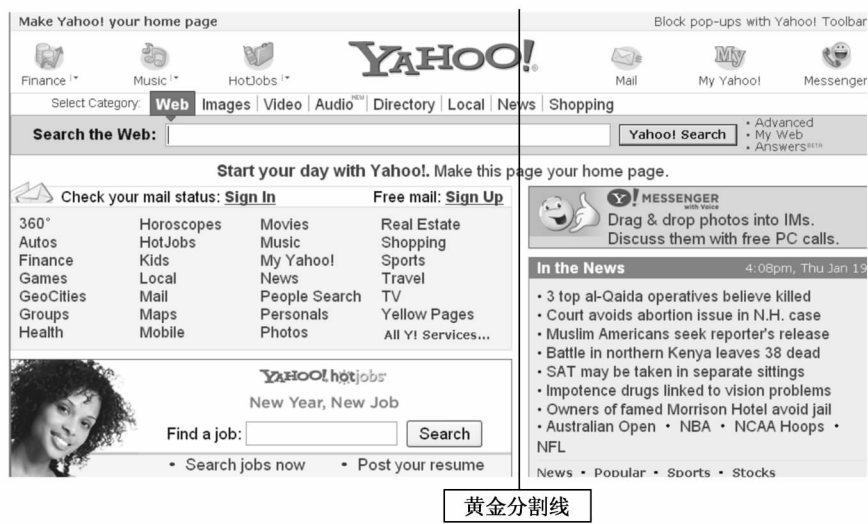 Make Yahoo! your home page
Block pop-ups with Yahoo! Toolbar
YAHOO!
Finance
Music
HotJobs
Mail
My
My Yahoo!
Messenger
Select Category: Web Images Video Audio NEW Directory Local News Shopping
Search the Web:
Yahoo! Search
• Advanced
• My Web
• Answers BETA
Start your day with Yahoo!. Make this page your home page.
Check your mail status: Sign In
Free mail: Sign Up
360° Horoscopes Movies Real Estate
Autos HotJobs Music Shopping
Finance Kids My Yahoo! Sports
Games Local News Travel
GeoCities Mail People Search TV
Groups Maps Personals Yellow Pages
Health Mobile Photos All Y! Services...
Y! MESSENGER
with Voice
Drag & drop photos into IMs.
Discuss them with free PC calls.
In the News
4:08pm, Thu Jan 19
• 3 top al-Qaida operatives believe killed
• Court avoids abortion issue in N.H. case
• Muslim Americans seek reporter's release
• Battle in northern Kenya leaves 38 dead
• SAT may be taken in separate sittings
• Impotence drugs linked to vision problems
• Owners of famed Morrison Hotel avoid jail
• Australian Open • NBA • NCAA Hoops •
NFL
News • Popular • Sports • Stocks
YAHOO! hotjobs
New Year, New Job
Find a job:
Search
• Search jobs now • Post your resume
黄金分割线